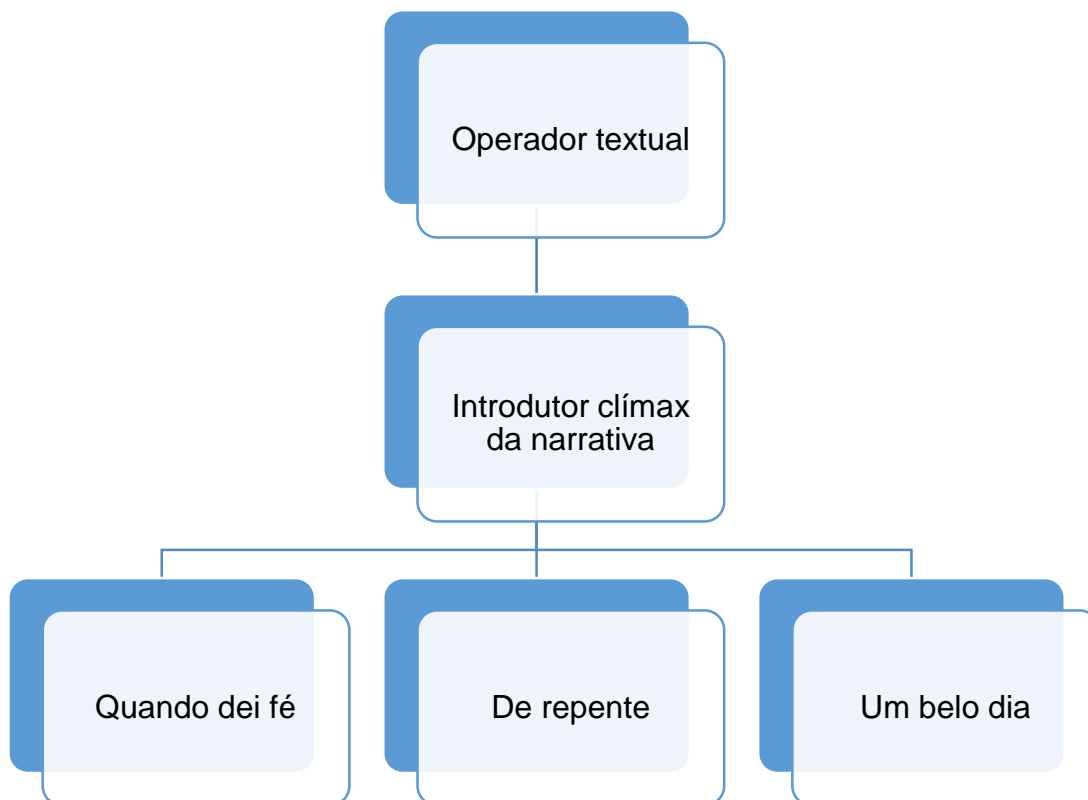 Operador textual
Introdutor clímax
da narrativa
Quando dei fé
De repente
Um belo dia